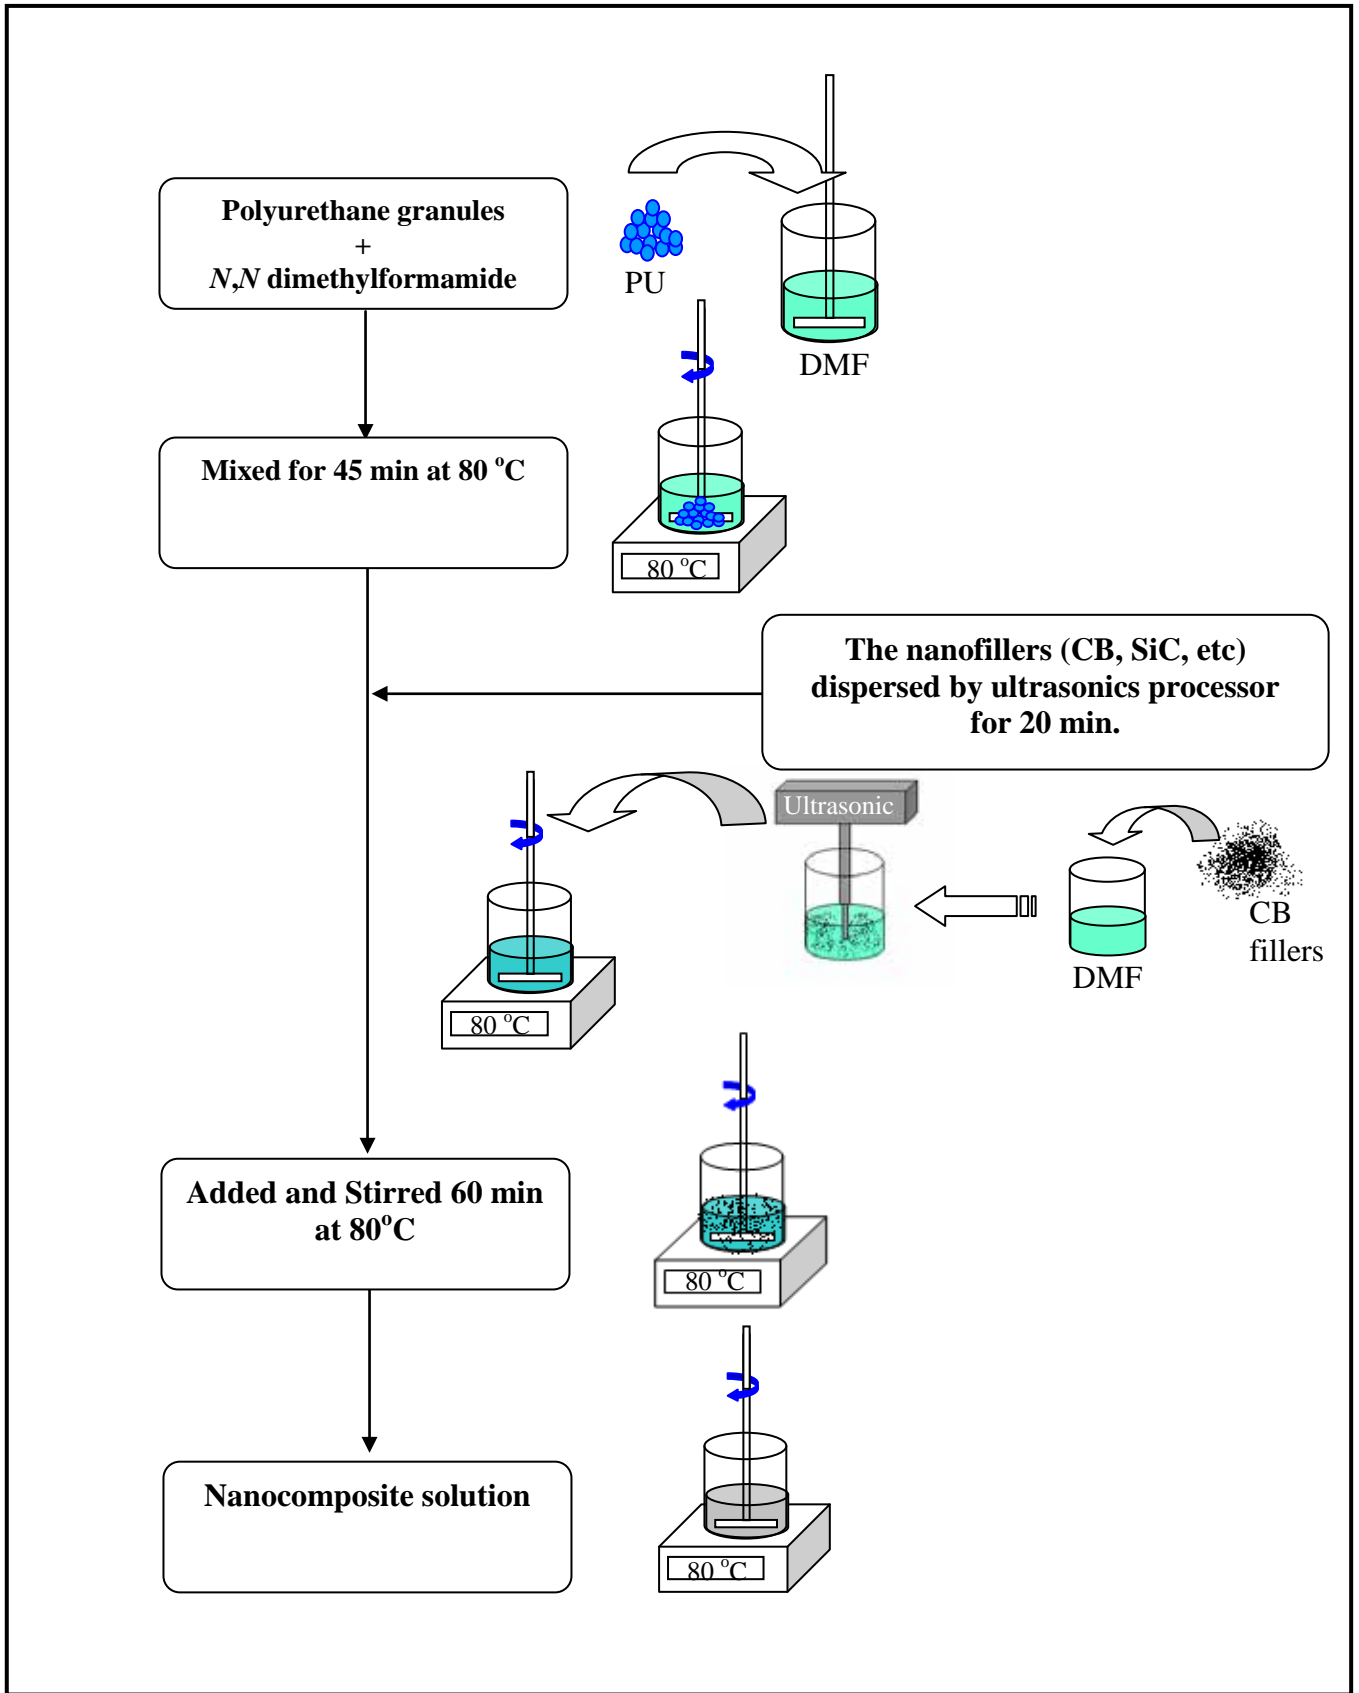 Polyurethane granules
+
N,N dimethylformamide
PU
DMF
Mixed for 45 min at 80 °C
80 °C
The nanofillers (CB, SiC, etc)
dispersed by ultrasonics processor
for 20 min.
Ultrasonic
CB
fillers
DMF
80 °C
Added and Stirred 60 min
at 80°C
80 °C
Nanocomposite solution
80 °C